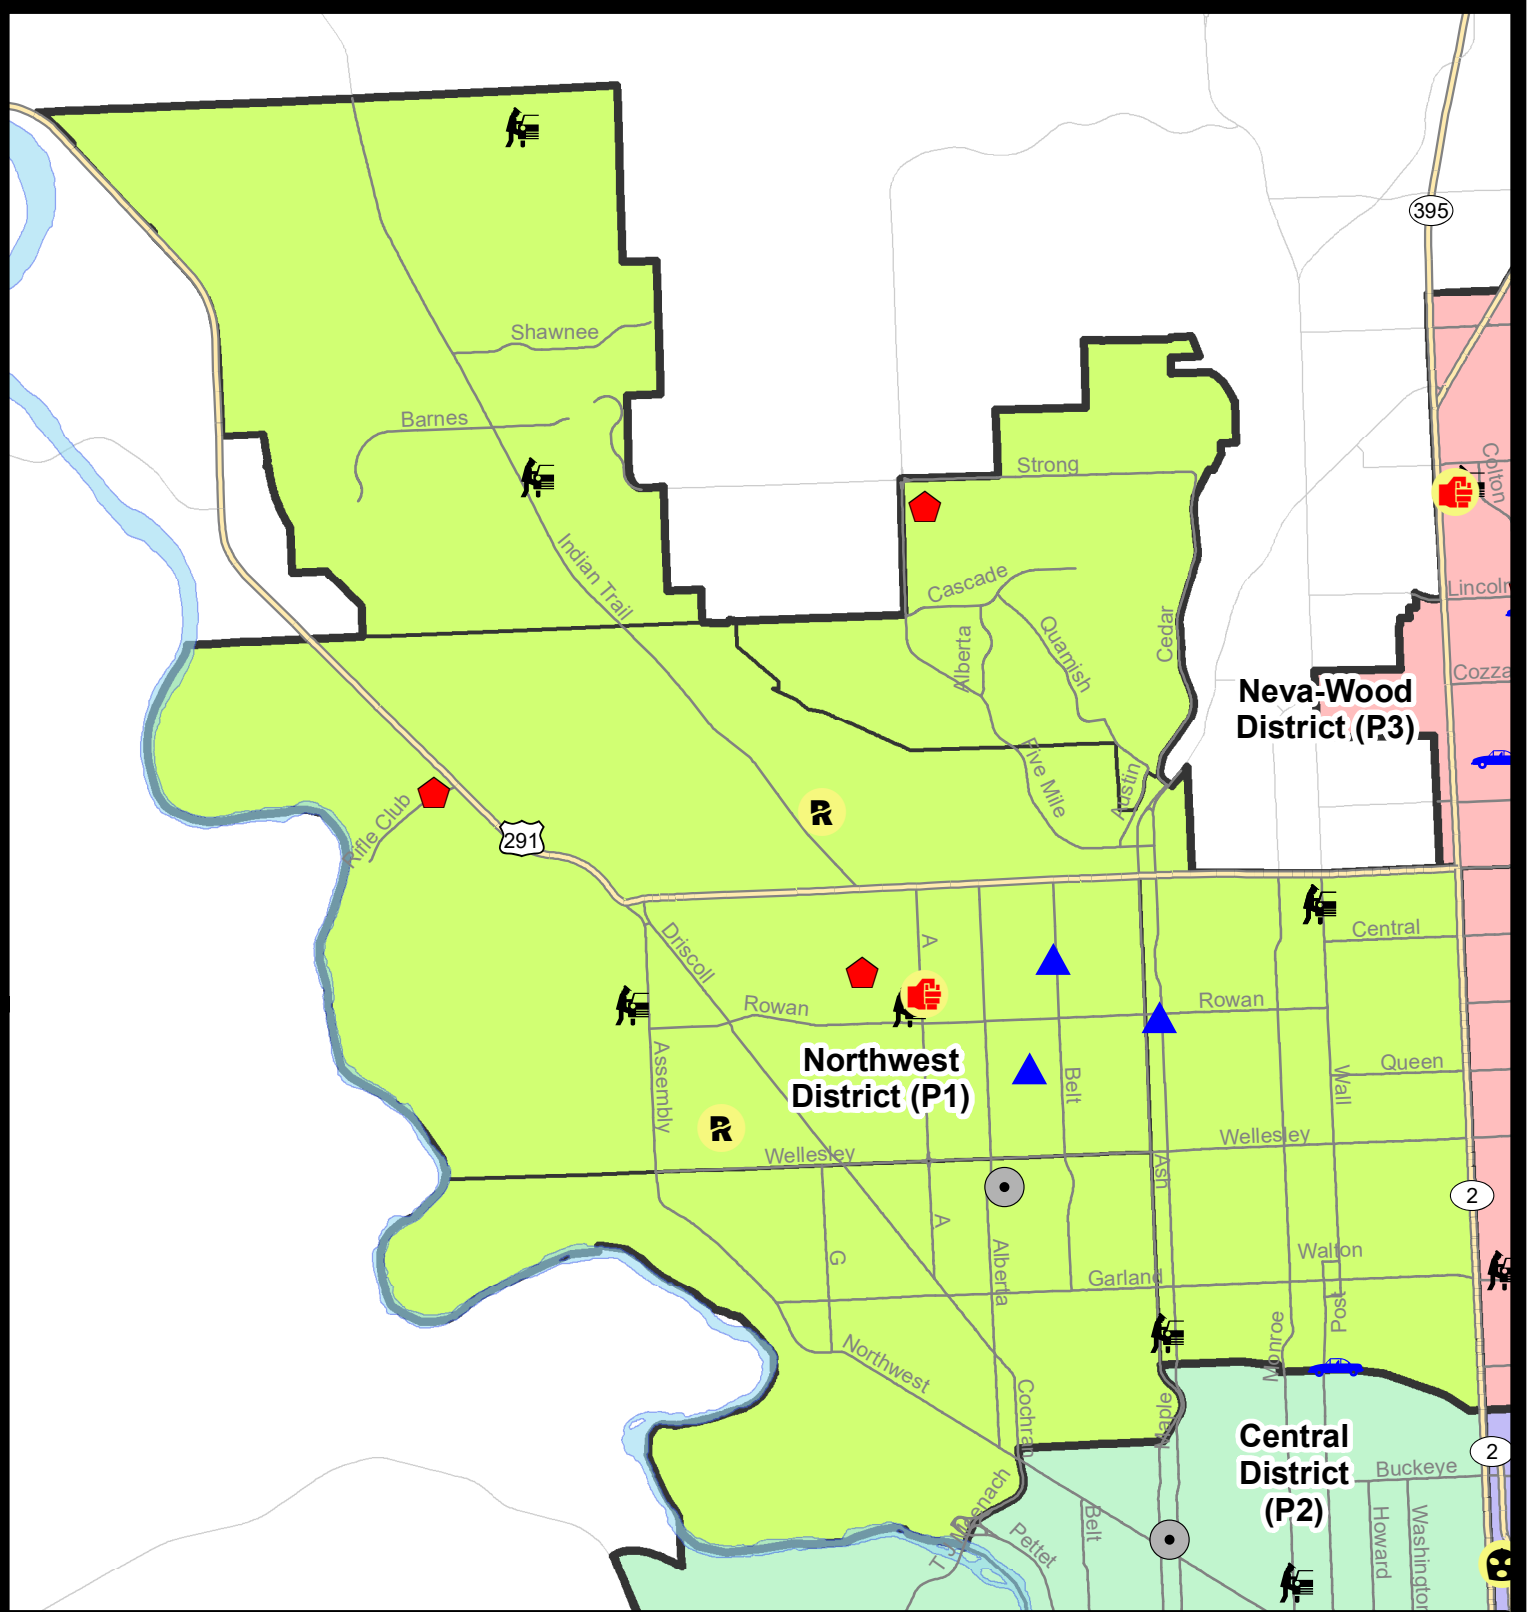 395
Shawnee
Barnes
Colton
Strong
Indian Trail
Cascade
Lincoln
Alberta
Quamish
Cedar
Cozza
Neva-Wood
District (P3)
Five Mile
Austin
Rifle Club
291
R
Driscoll
A
Central
Rowan
Rowan
Northwest
District (P1)
Assembly
Belt
Queen
Wall
R
Wellesley
Wellesley
Ash
2
A
G
Alberta
Walton
Garland
Post
Monroe
Northwest
Cochran
Maple
Central
District
(P2)
2
Buckeye
Belt
Howard
Washington
Pettet